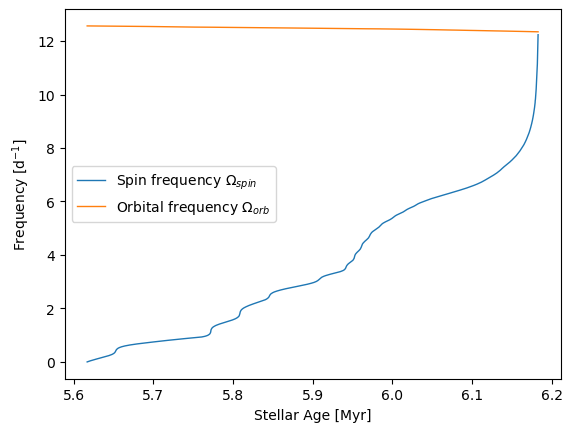 12
10
8
6
4
2
0
Frequency [d⁻¹]
Spin frequency Ωspin
Orbital frequency Ωorb
5.6 5.7 5.8 5.9 6.0 6.1 6.2
Stellar Age [Myr]